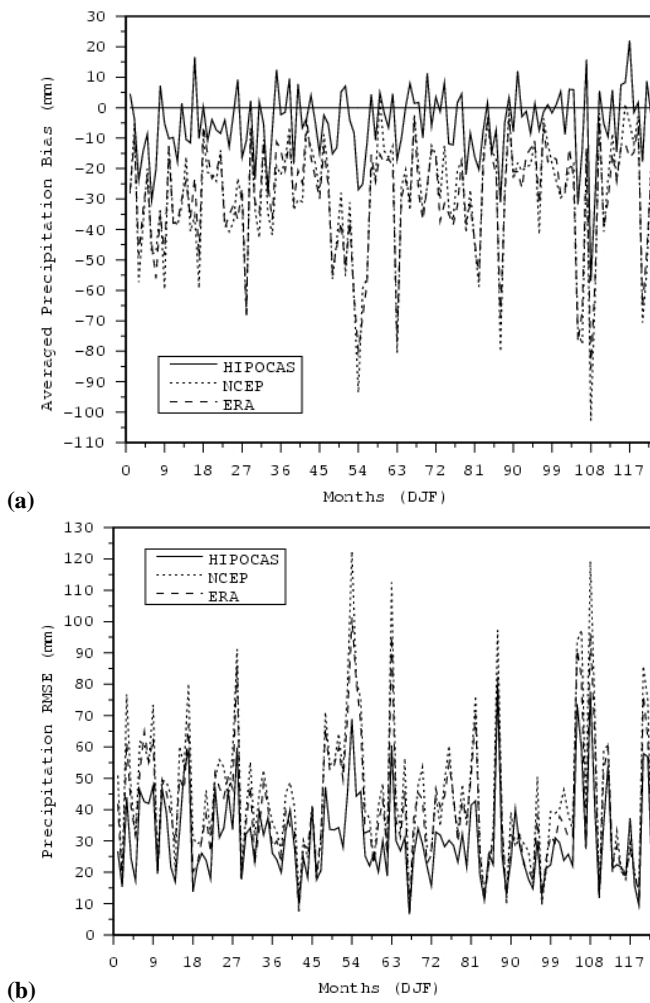 30
20
10
0
-10
-20
-30
-40
-50
-60
-70
-80
-90
-100
-110
Averaged Precipitation Bias (mm)
HIPOCAS
NCEP
ERA
0 9 18 27 36 45 54 63 72 81 90 99 108 117
Months (DJF)
(a)
130
120
110
100
90
80
70
60
50
40
30
20
10
0
Precipitation RMSE (mm)
HIPOCAS
NCEP
ERA
0 9 18 27 36 45 54 63 72 81 90 99 108 117
Months (DJF)
(b)